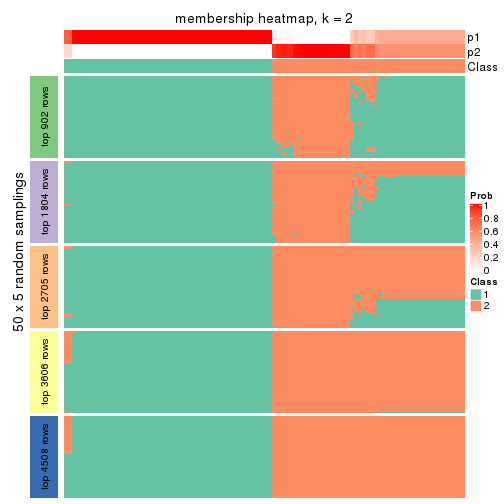 membership heatmap, k = 2
p1
p2
Class
50 x 5 random samplings
top 902 rows
top 1804 rows
top 2705 rows
top 3606 rows
top 4508 rows
Prob
1
0.8
0.6
0.4
0.2
0
Class
1
2